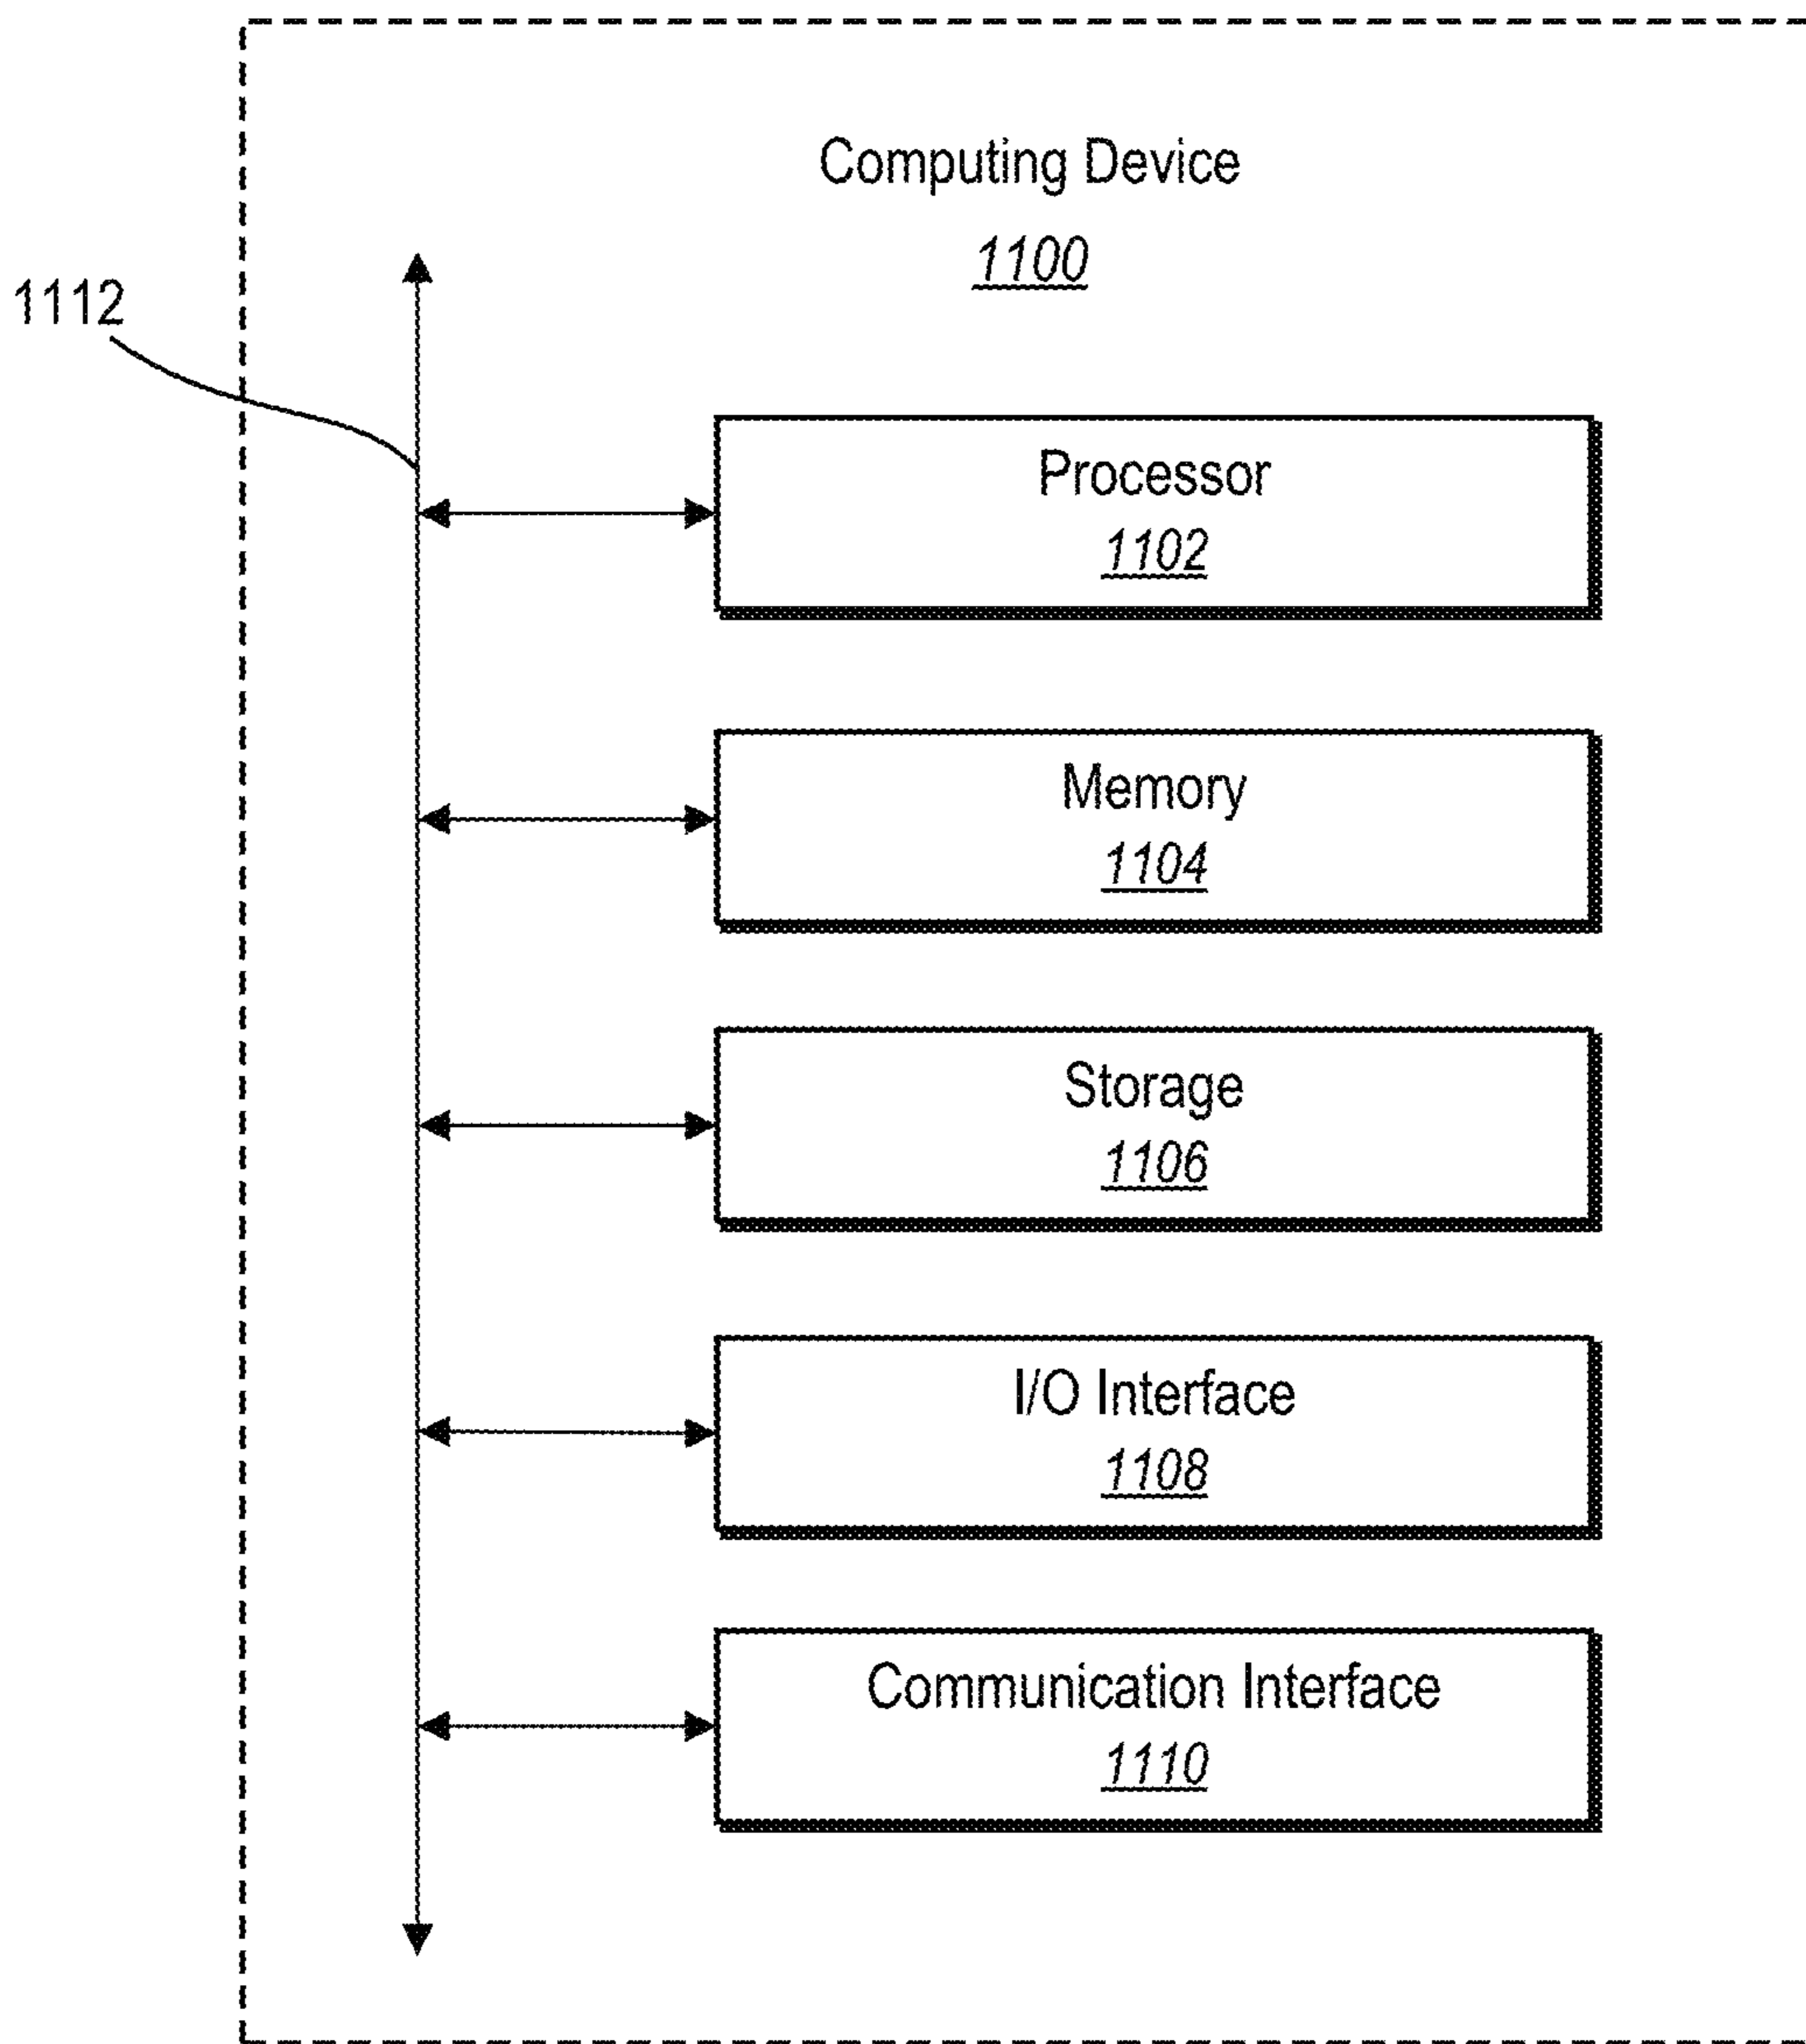 Computing Device
1100
1112
Processor
1102
Memory
1104
Storage
1106
I/O Interface
1108
Communication Interface
1110